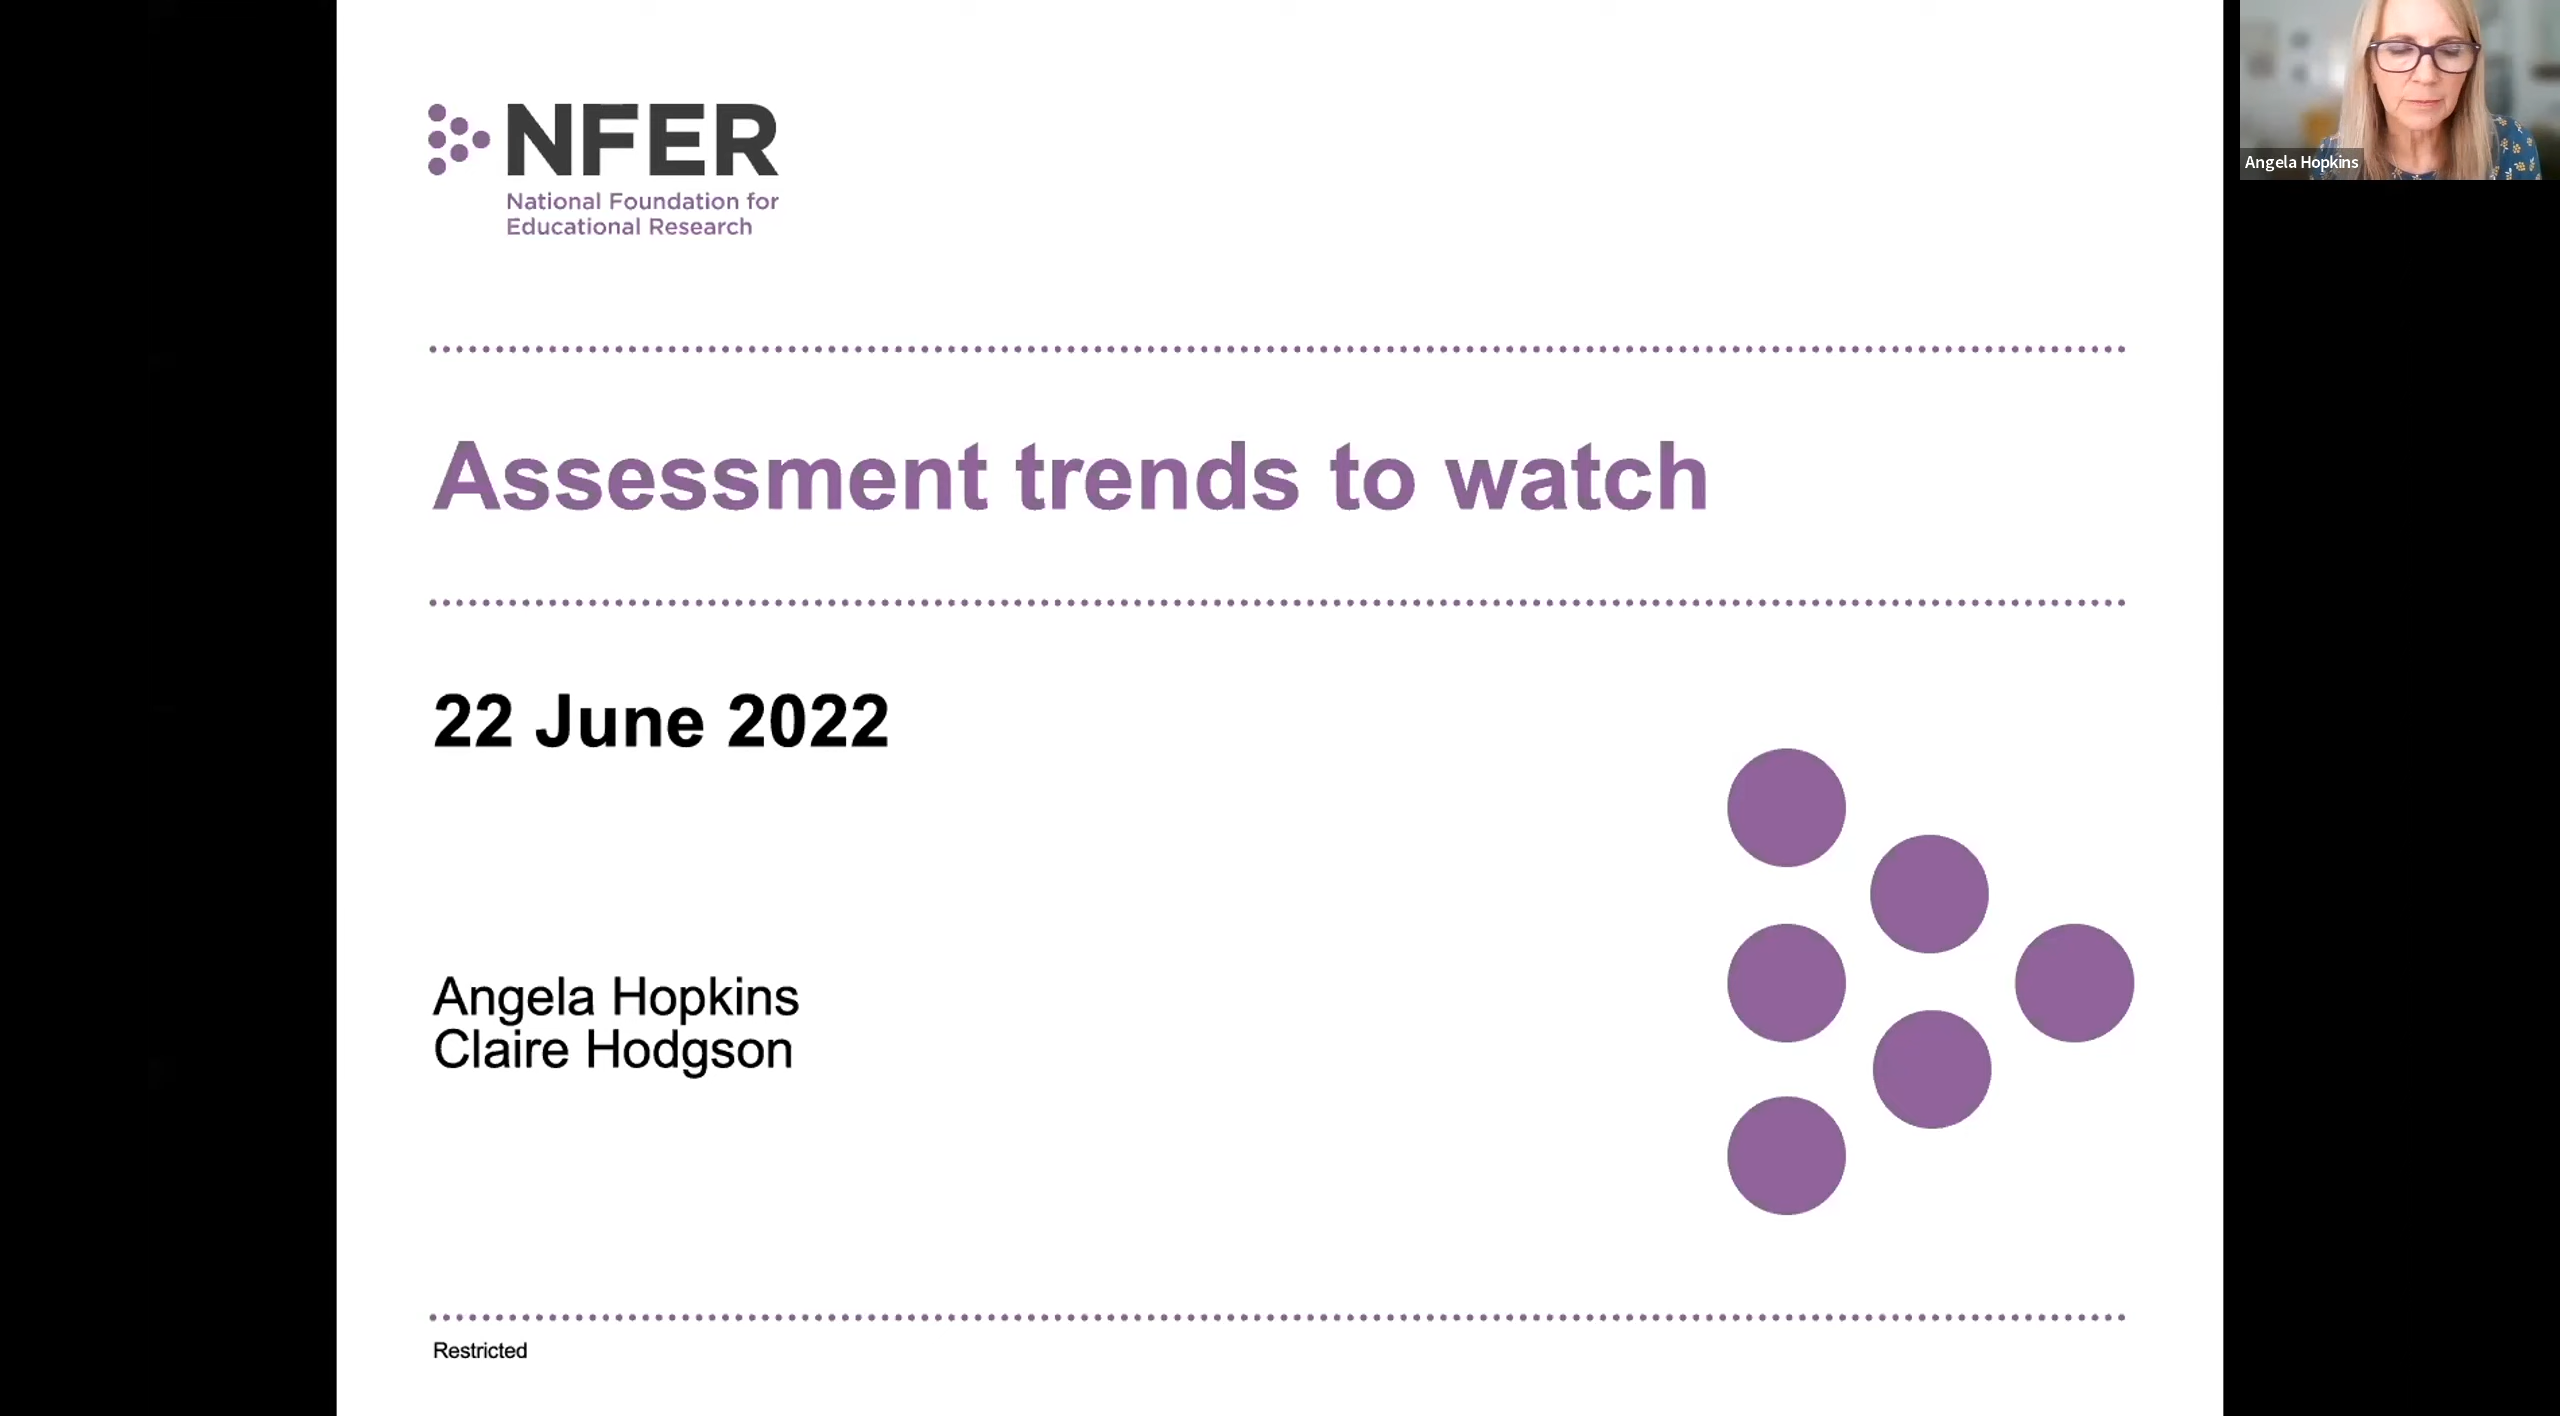 NFER
National Foundation for
Educational Research
Angela Hopkins
Assessment trends to watch
22 June 2022
Angela Hopkins
Claire Hodgson
Restricted